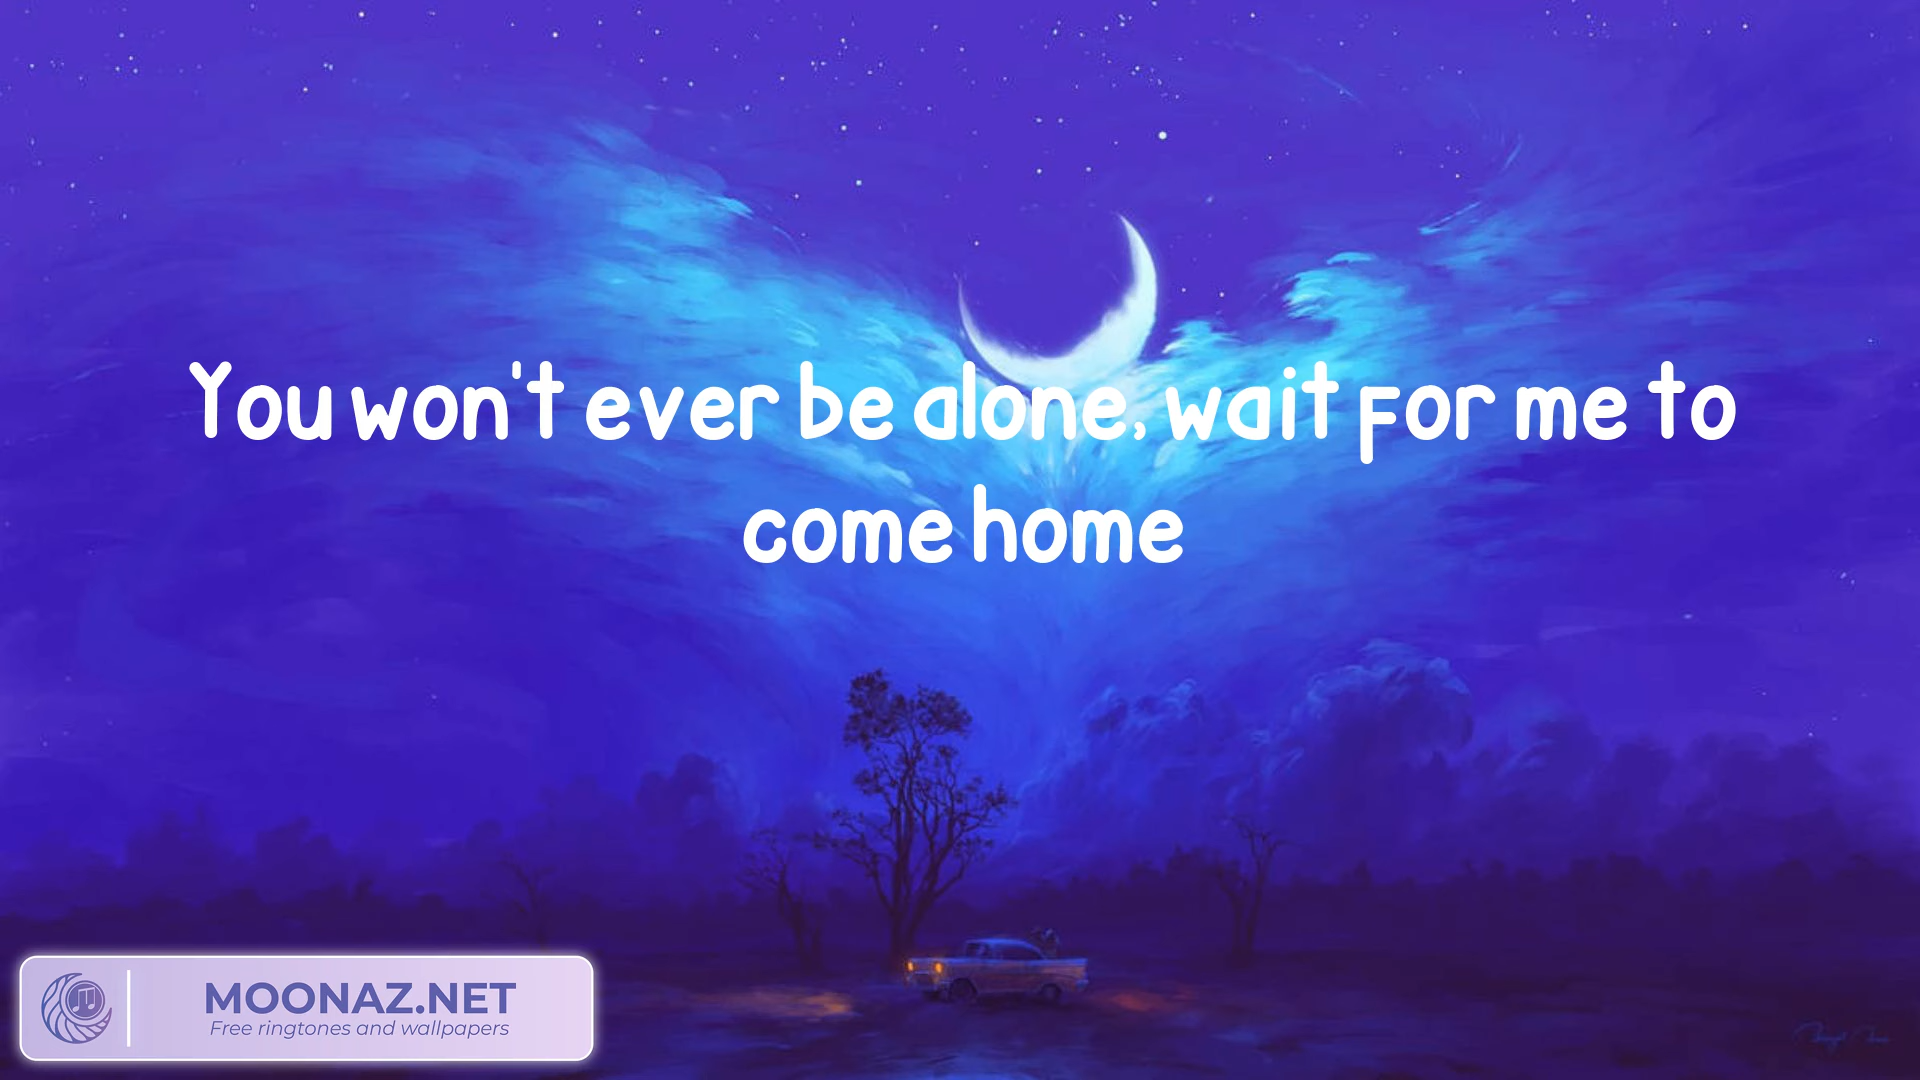 You won't ever be alone, wait for me to
come home
MOONAZ.NET
Free ringtones and wallpapers